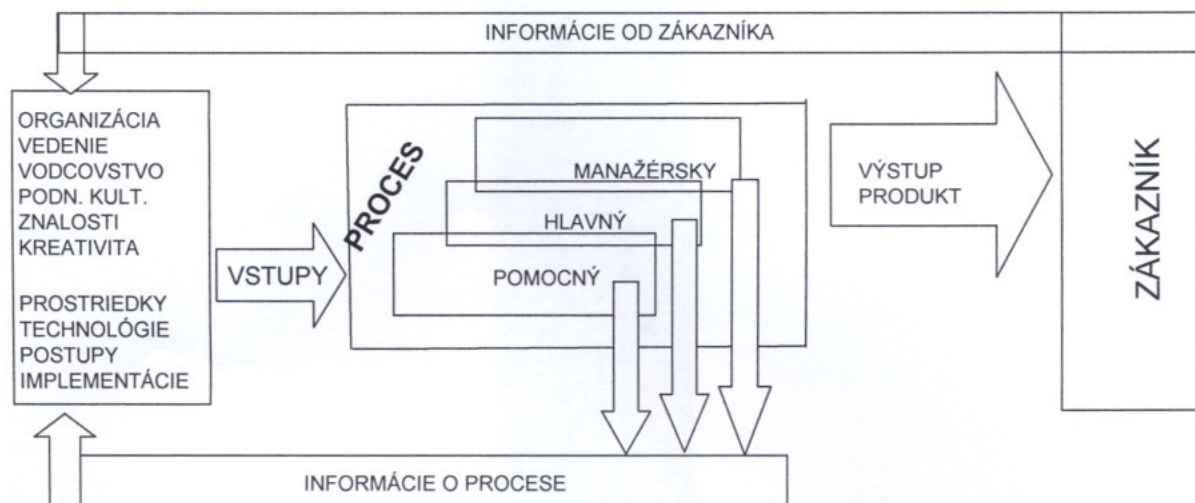 INFORMÁCIE OD ZÁKAZNÍKA
ORGANIZÁCIA
VEDENIE
VODCOVSTVO
PODN. KULT.
ZNALOSTI
KREATIVITA
PROSTRIEDKY
TECHNOLÓGIE
POSTUPY
IMPLEMENTÁCIE
VSTUPY
PROCES
MANAŽÉRSKY
HLAVNÝ
POMOCNÝ
VÝSTUP
PRODUKT
ZÁKAZNÍK
INFORMÁCIE O PROCESE